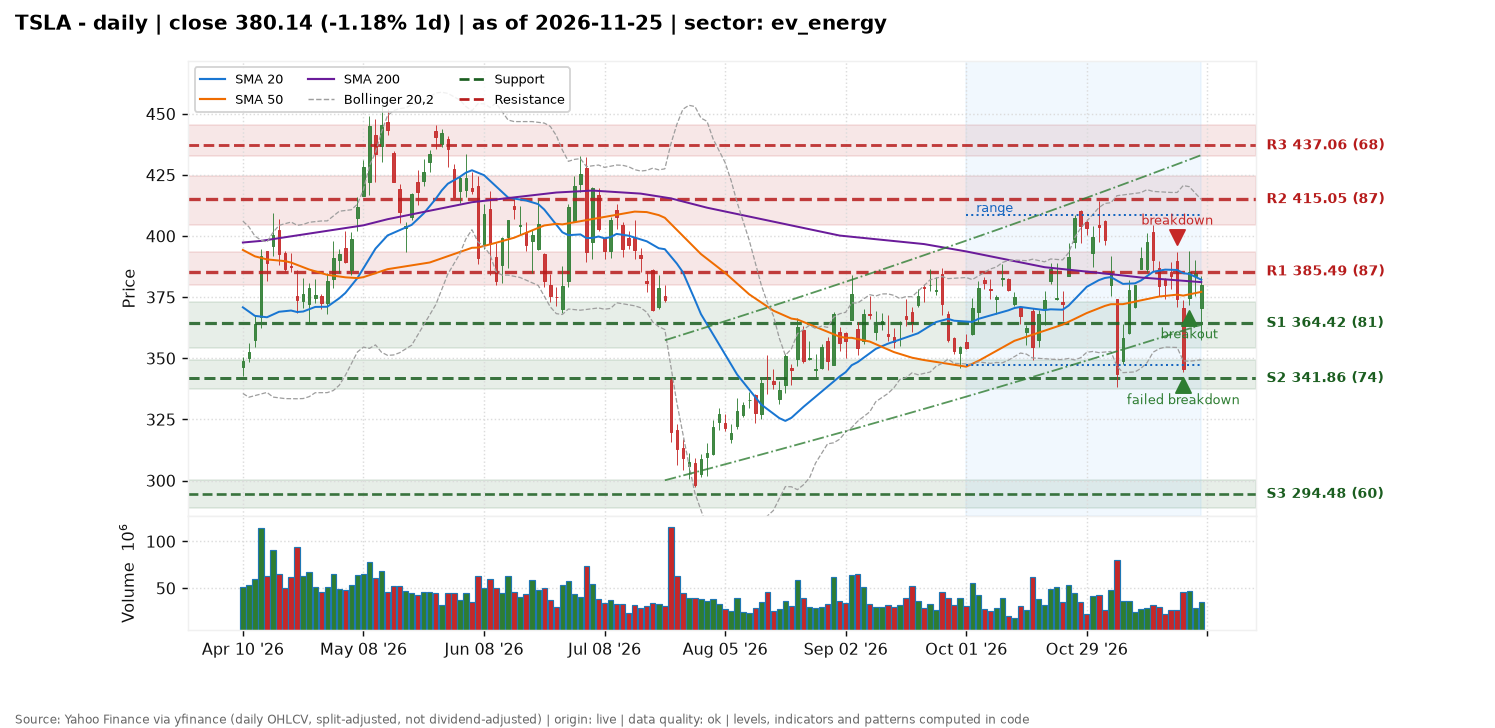 TSLA - daily | close 380.14 (-1.18% 1d) | as of 2026-11-25 | sector: ev_energy
SMA 20
SMA 50
SMA 200
Bollinger 20,2
Support
Resistance
Price
450
425
400
375
350
325
300
range
breakdown
breakout
failed breakdown
R3 437.06 (68)
R2 415.05 (87)
R1 385.49 (87)
S1 364.42 (81)
S2 341.86 (74)
S3 294.48 (60)
Volume 10⁶
100
50
Apr 10 '26
May 08 '26
Jun 08 '26
Jul 08 '26
Aug 05 '26
Sep 02 '26
Oct 01 '26
Oct 29 '26
Source: Yahoo Finance via yfinance (daily OHLCV, split-adjusted, not dividend-adjusted) | origin: live | data quality: ok | levels, indicators and patterns computed in code